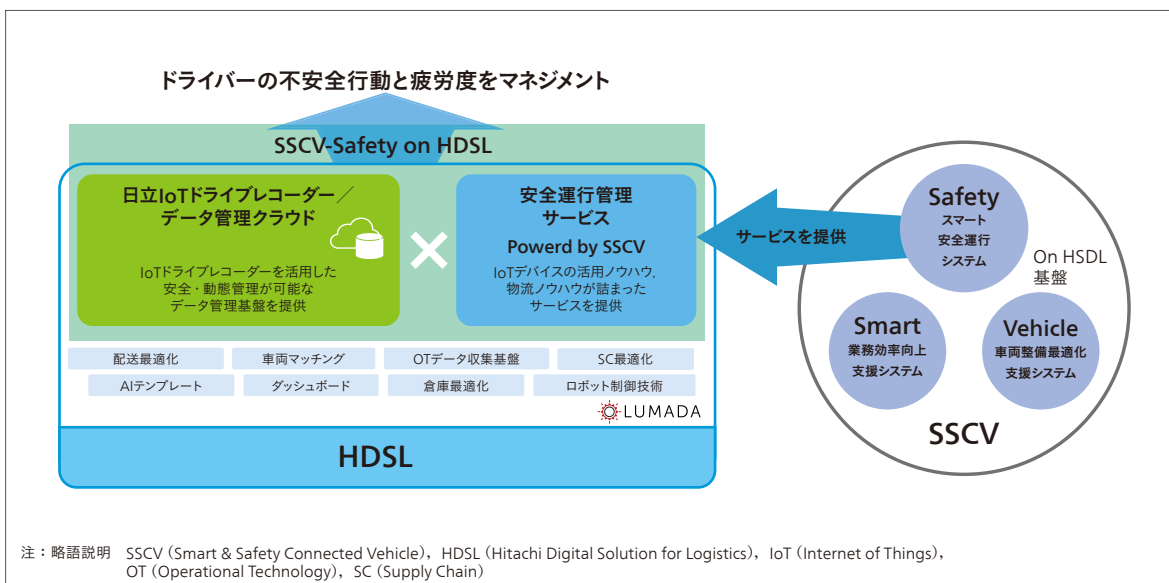 ドライバーの不安全行動と疲労度をマネジメント
SSCV-Safety on HDSL
日立IoTドライブレコーダー／
データ管理クラウド
IoTドライブレコーダーを活用した
安全・動態管理が可能な
データ管理基盤を提供
×
安全運行管理
サービス
Powerd by SSCV
IoTデバイスの活用ノウハウ，
物流ノウハウが詰まった
サービスを提供
サービスを提供
Safety
スマート
安全運行
システム
On HSDL
基盤
Smart
業務効率向上
支援システム
Vehicle
車両整備最適化
支援システム
SSCV
配送最適化
車両マッチング
OTデータ収集基盤
SC最適化
AIテンプレート
ダッシュボード
倉庫最適化
ロボット制御技術
LUMADA
HDSL
注：略語説明 SSCV（Smart & Safety Connected Vehicle），HDSL（Hitachi Digital Solution for Logistics），IoT（Internet of Things），
OT（Operational Technology），SC（Supply Chain）